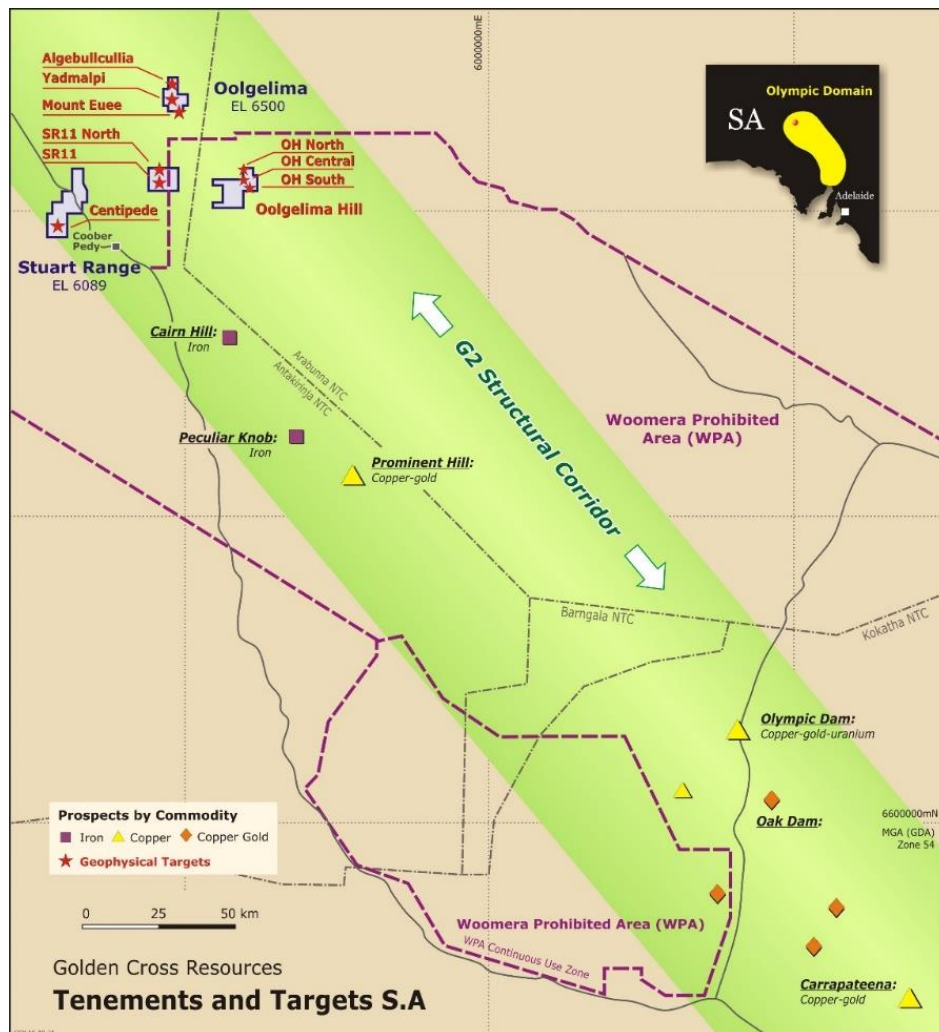 6000000mE
Algebullcullia
Yadmalpi
Mount Euee
Oolgelima
EL 6500
SR11 North
SR11
OH North
OH Central
OH South
Oolgelima Hill
Centipede
Coober
Pedy
Stuart Range
EL 6089
Olympic Domain
SA
Adelaide
Cairn Hill:
Iron
Arabunna NTC
Antakirinja NTC
G2 Structural Corridor
Peculiar Knob:
Iron
Prominent Hill:
Copper-gold
Woomera Prohibited
Area (WPA)
Barngala NTC
Kokatha NTC
Olympic Dam:
Copper-gold-uranium
Oak Dam:
6600000mN
MGA (GDA)
Zone 54
Prospects by Commodity
Iron
Copper
Copper Gold
Geophysical Targets
0 25 50 km
Woomera Prohibited Area (WPA)
WPA Continuous Use Zone
Golden Cross Resources
Tenements and Targets S.A
Carrapateena:
Copper-gold